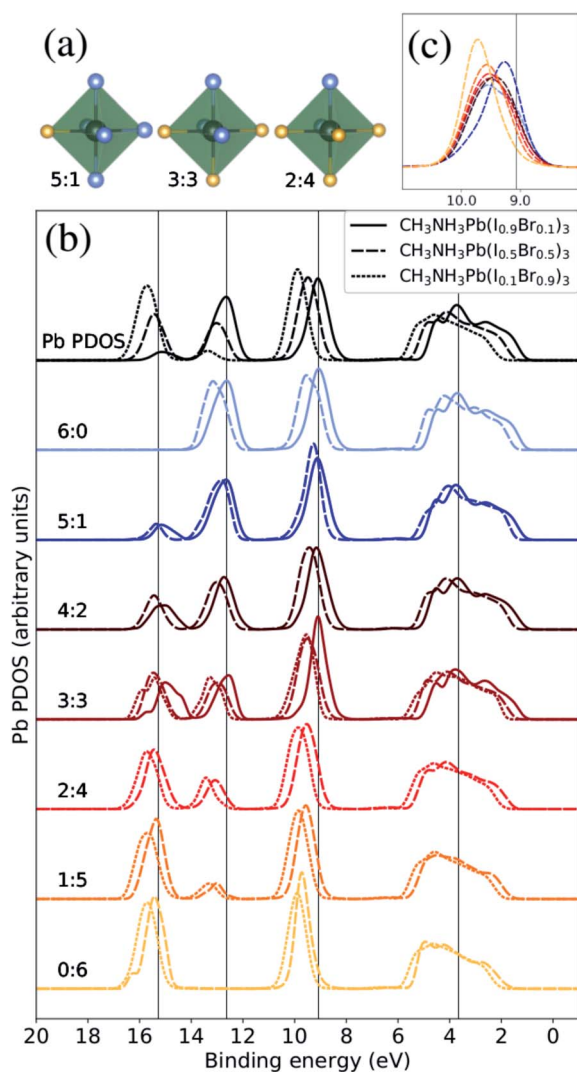 (a)
5:1
3:3
2:4
(c)
10.0
9.0
(b)
CH₃NH₃Pb(I₀.₉Br₀.₁)₃
CH₃NH₃Pb(I₀.₅Br₀.₅)₃
CH₃NH₃Pb(I₀.₁Br₀.₉)₃
Pb PDOS
6:0
5:1
4:2
3:3
2:4
1:5
0:6
Pb PDOS (arbitrary units)
20
18
16
14
12
10
8
6
4
2
0
Binding energy (eV)